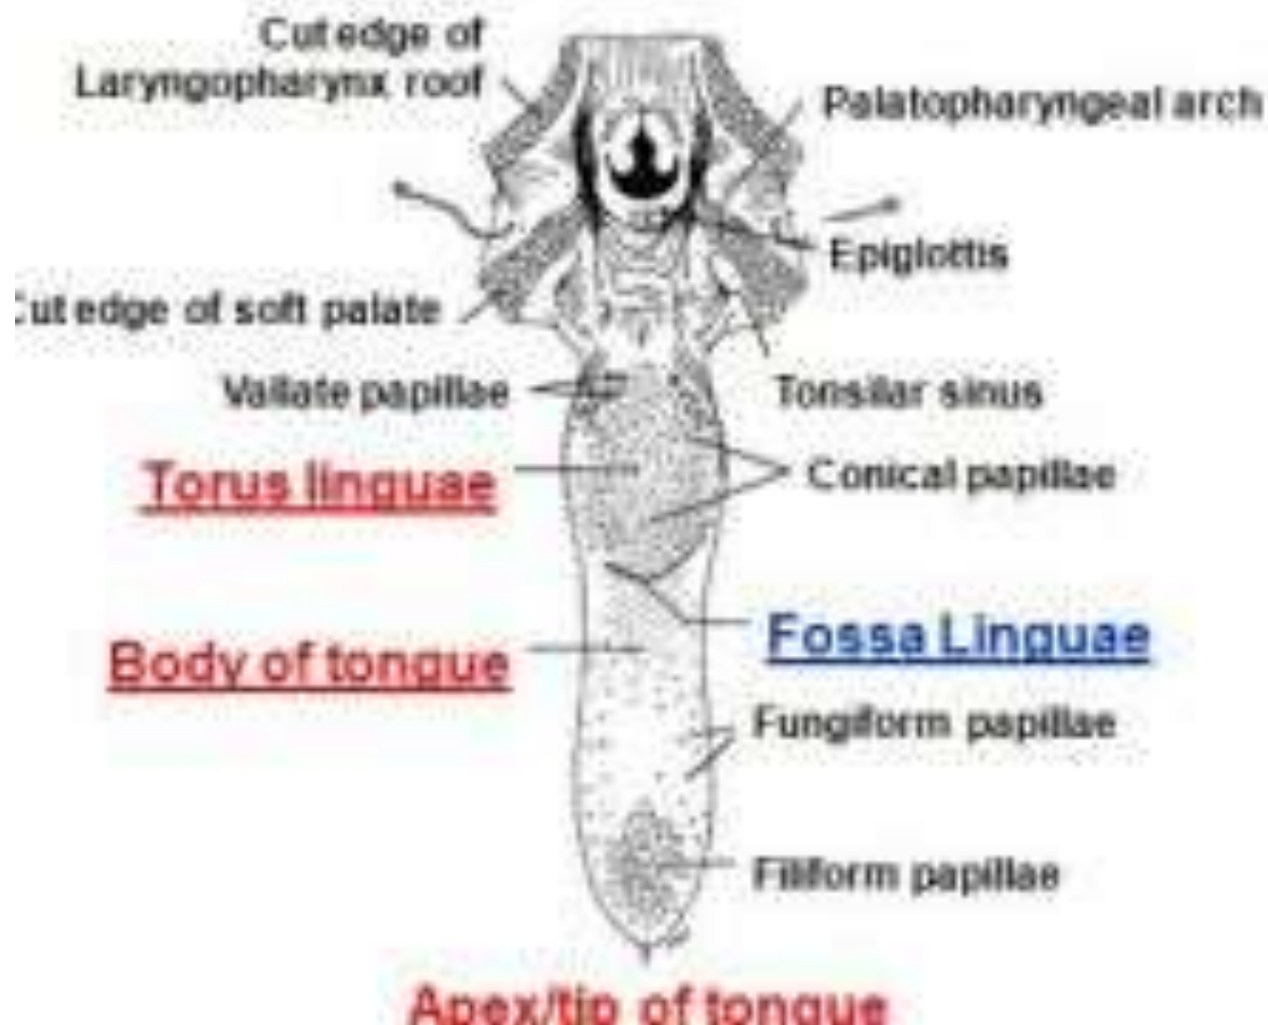 Cut edge of
Laryngopharynx roof
Palatopharyngeal arch
Epiglottis
Cut edge of soft palate
Vallate papillae
Tonsilar sinus
Torus linguae
Conical papillae
Fossa Linguae
Body of tongue
Fungiform papillae
Filiform papillae
Apex/tip of tongue